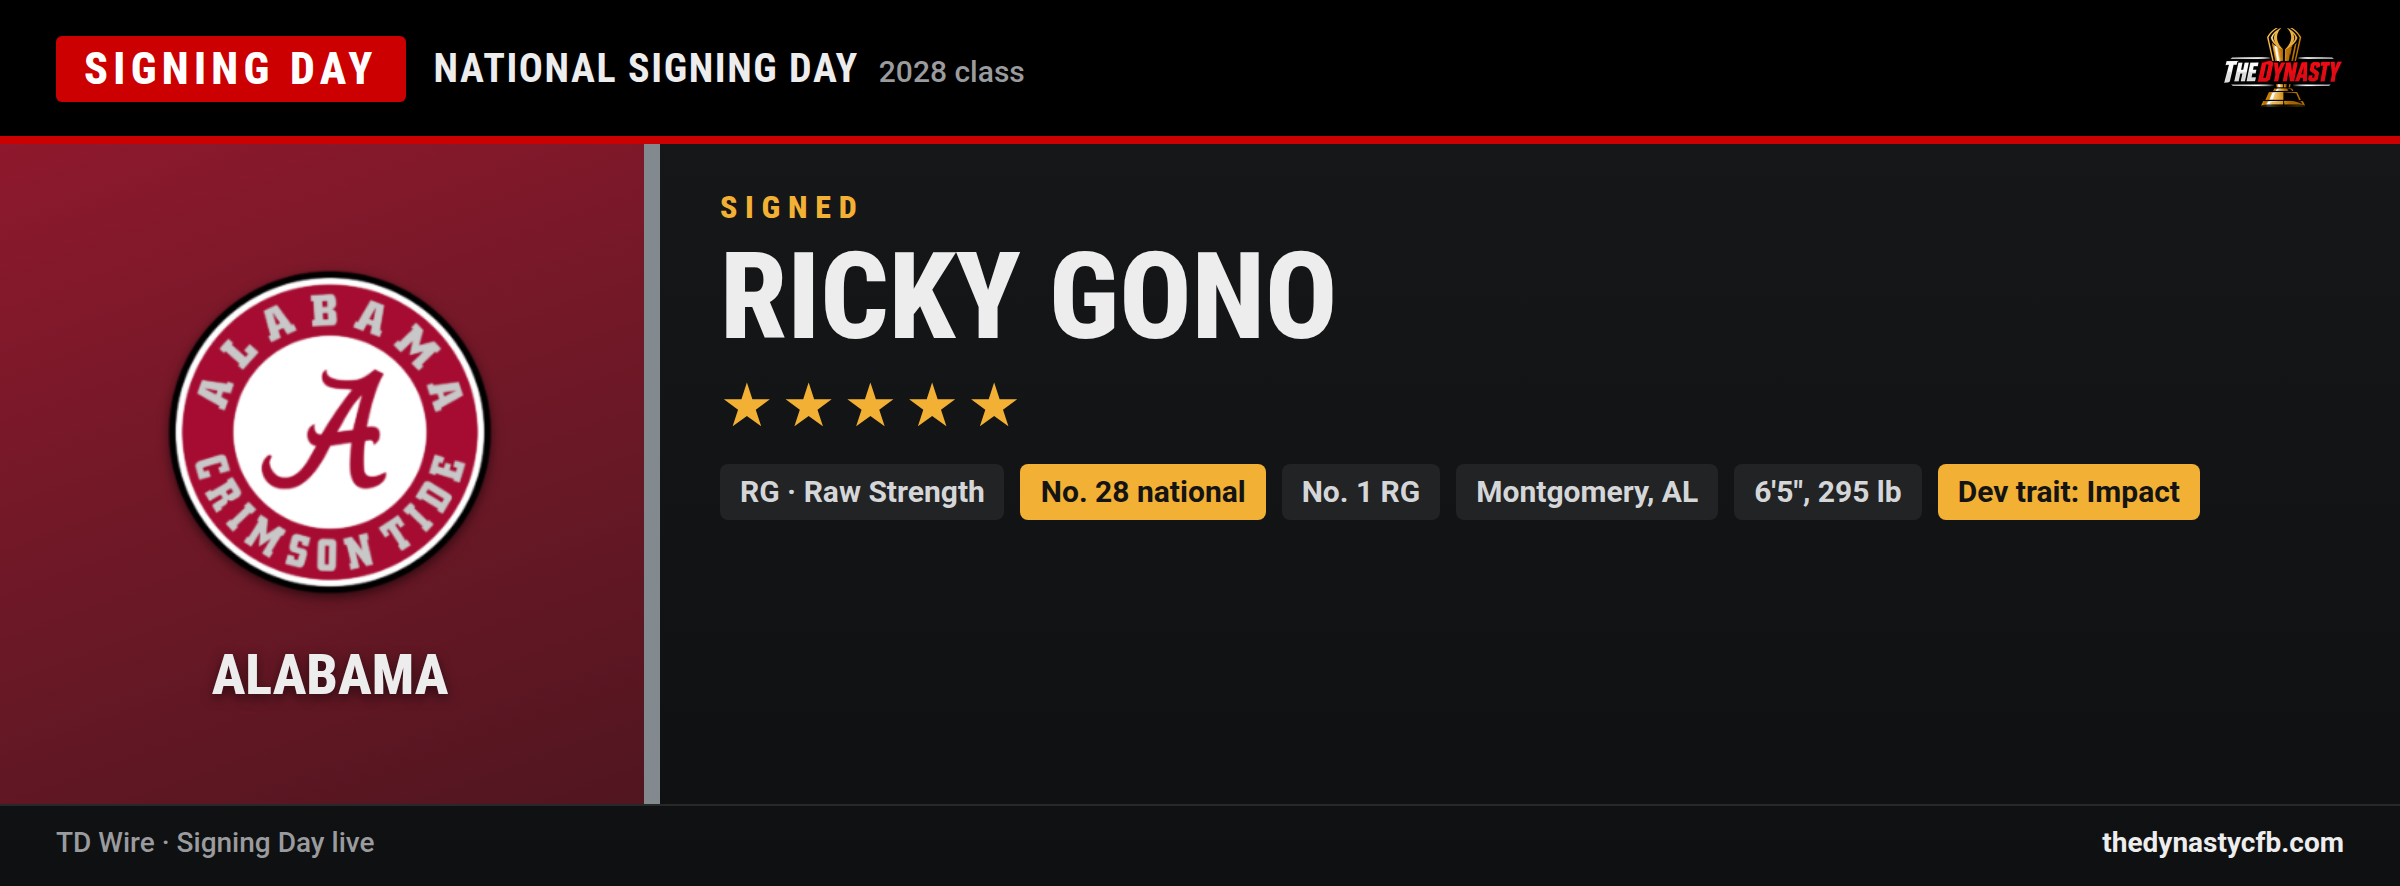 SIGNING DAY NATIONAL SIGNING DAY 2028 class
THE DYNASTY
ALABAMA
A
CRIMSON TIDE
ALABAMA
SIGNED
RICKY GONO
RG · Raw Strength No. 28 national No. 1 RG Montgomery, AL 6'5", 295 lb Dev trait: Impact
TD Wire · Signing Day live
thedynastycfb.com